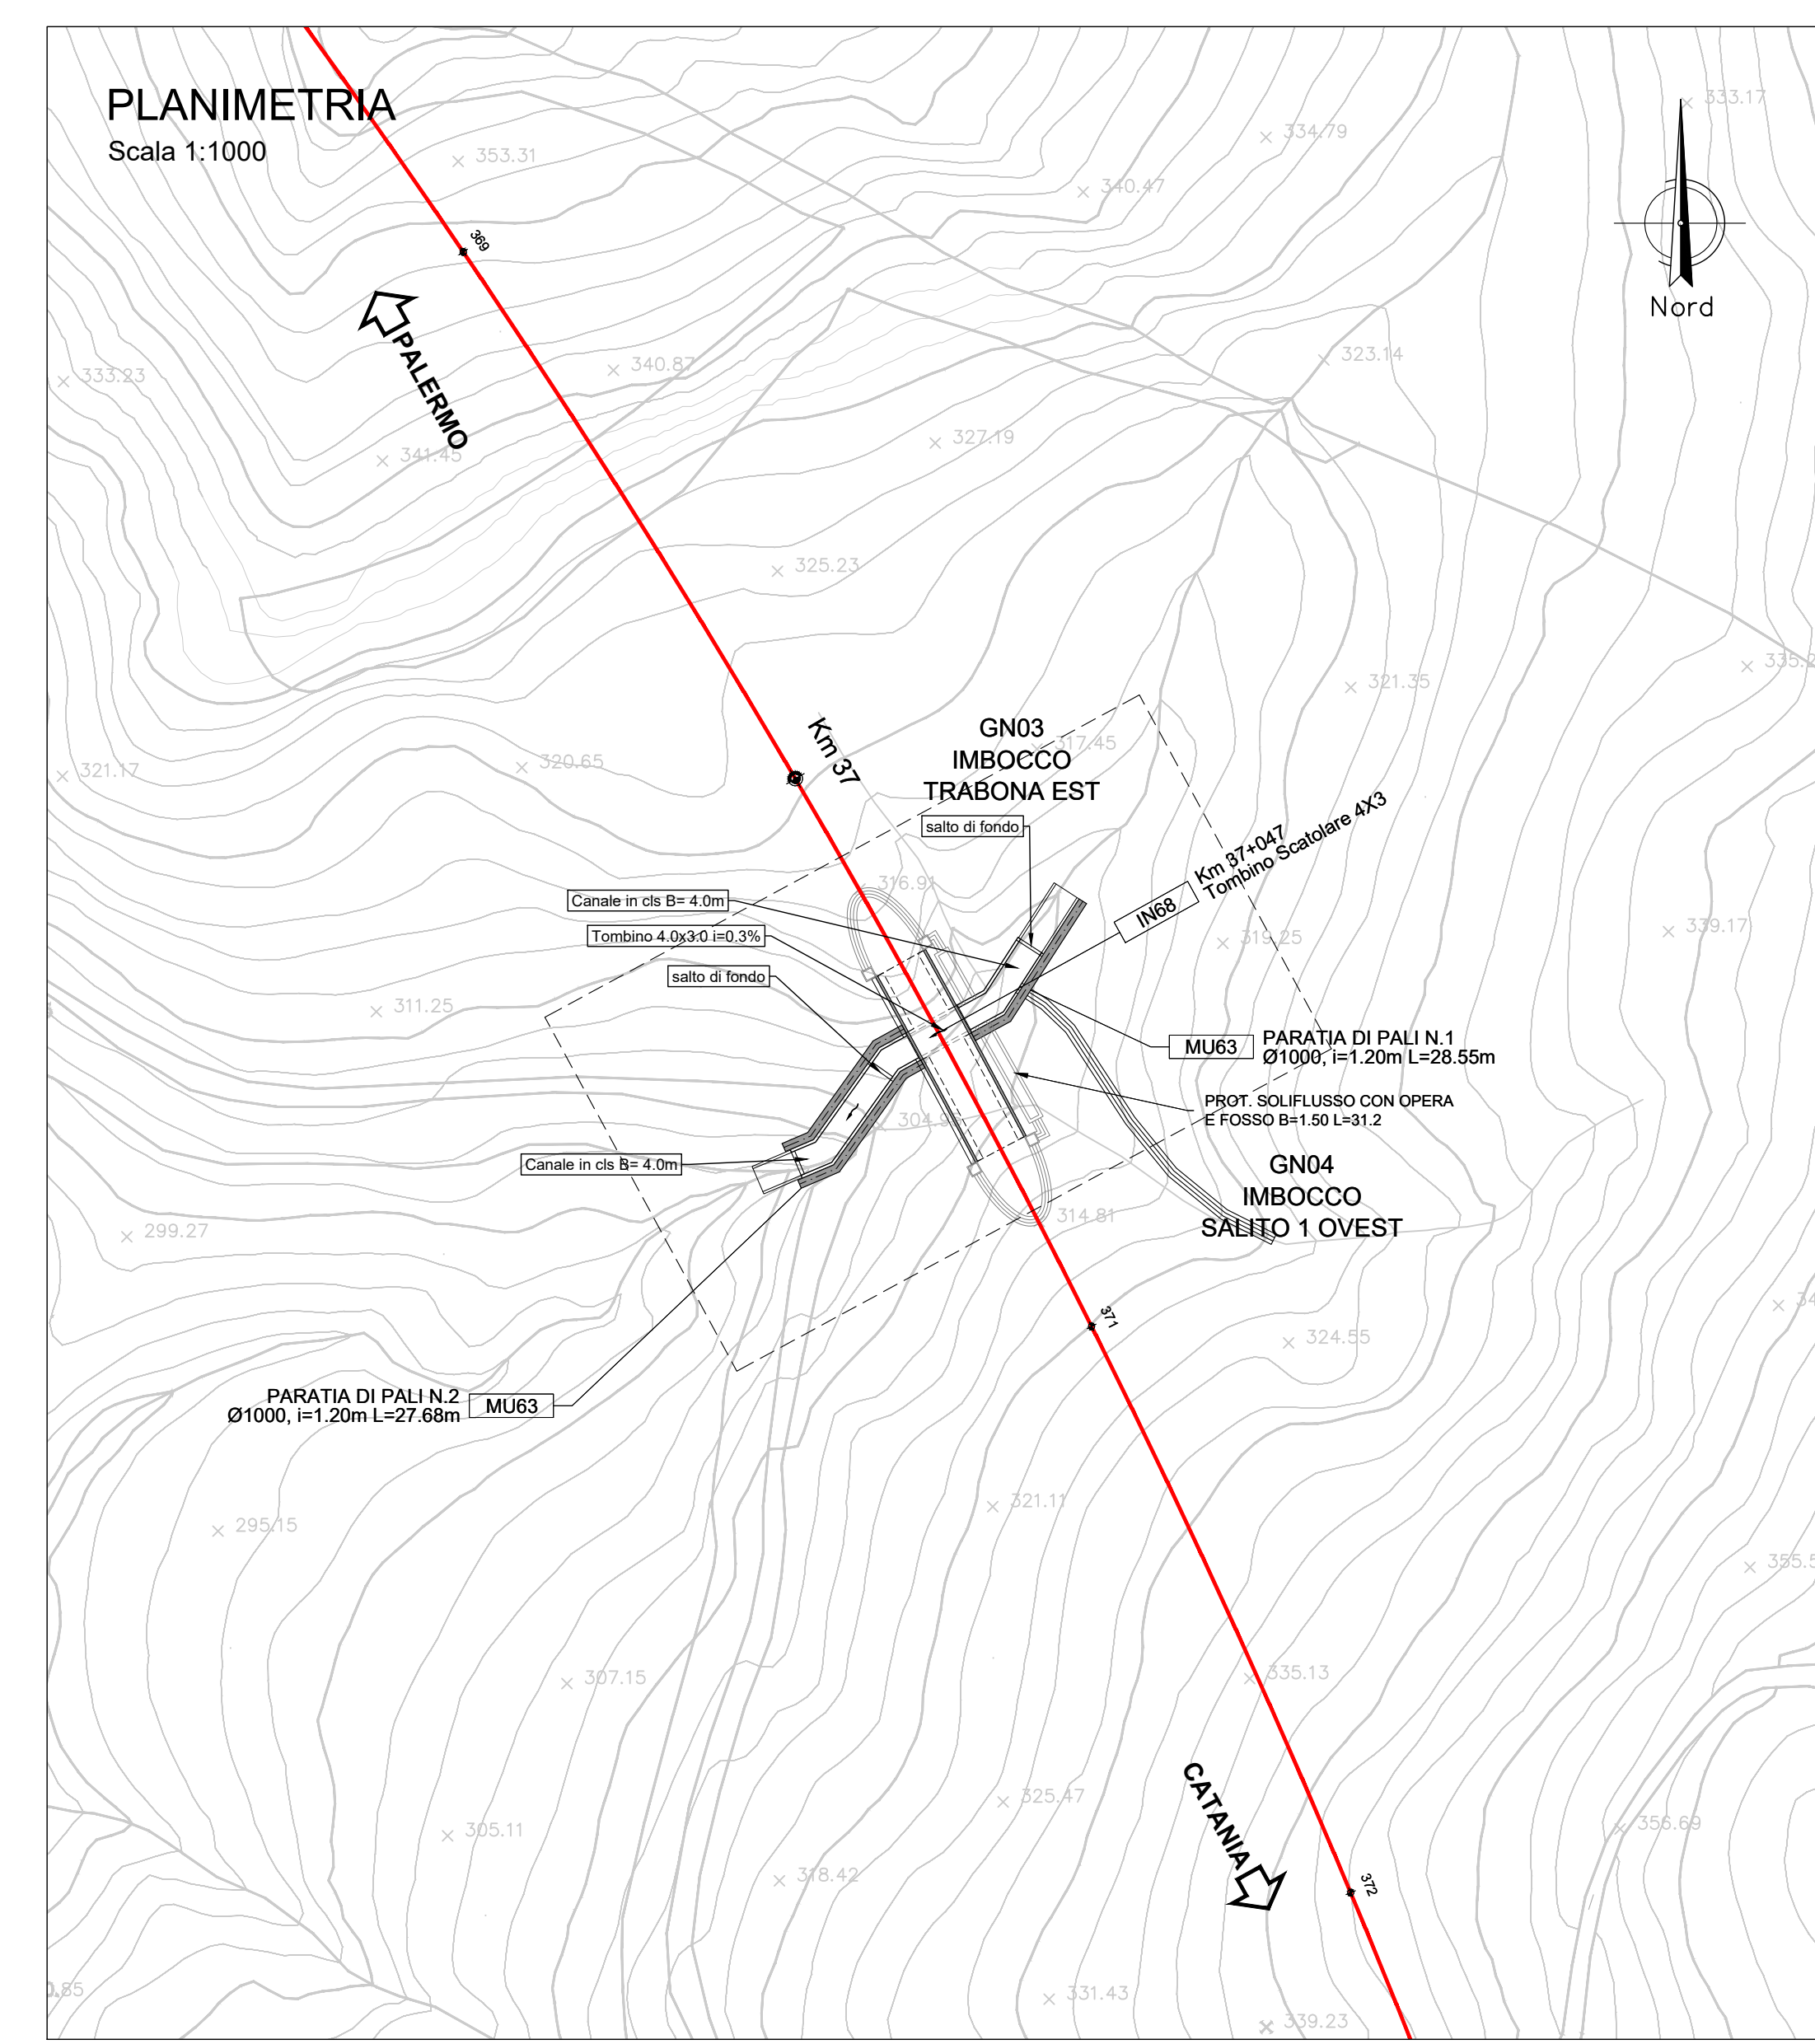 PLANIMETRIA
Scala 1:1000
333.17
334.79
353.31
340.47
369
Nord
PALERMO
323.14
340.87
333.23
327.19
341.45
325.23
335.2
321.35
Km 37
GN03
IMBOCCO
TRABONA EST
317.45
320.65
321.17
salto di fondo
Km 37+047
Tombino Scatolare 4X3
IN68
316.91
Canale in cls B= 4.0m
Tombino 4.0x3.0 i=0.3%
339.17
319.25
salto di fondo
311.25
MU63
PARATIA DI PALI N.1
Ø1000, i=1.20m L=28.55m
PROT. SOLIFLUSSO CON OPERA
E FOSSO B=1.50 L=31.2
304.9
Canale in cls B= 4.0m
GN04
IMBOCCO
SALITO 1 OVEST
314.81
299.27
34
371
324.55
PARATIA DI PALI N.2
Ø1000, i=1.20m L=27.68m
MU63
321.11
295.15
355.5
335.13
307.15
CATANIA
325.47
356.69
305.11
318.42
372
0.85
331.43
339.23